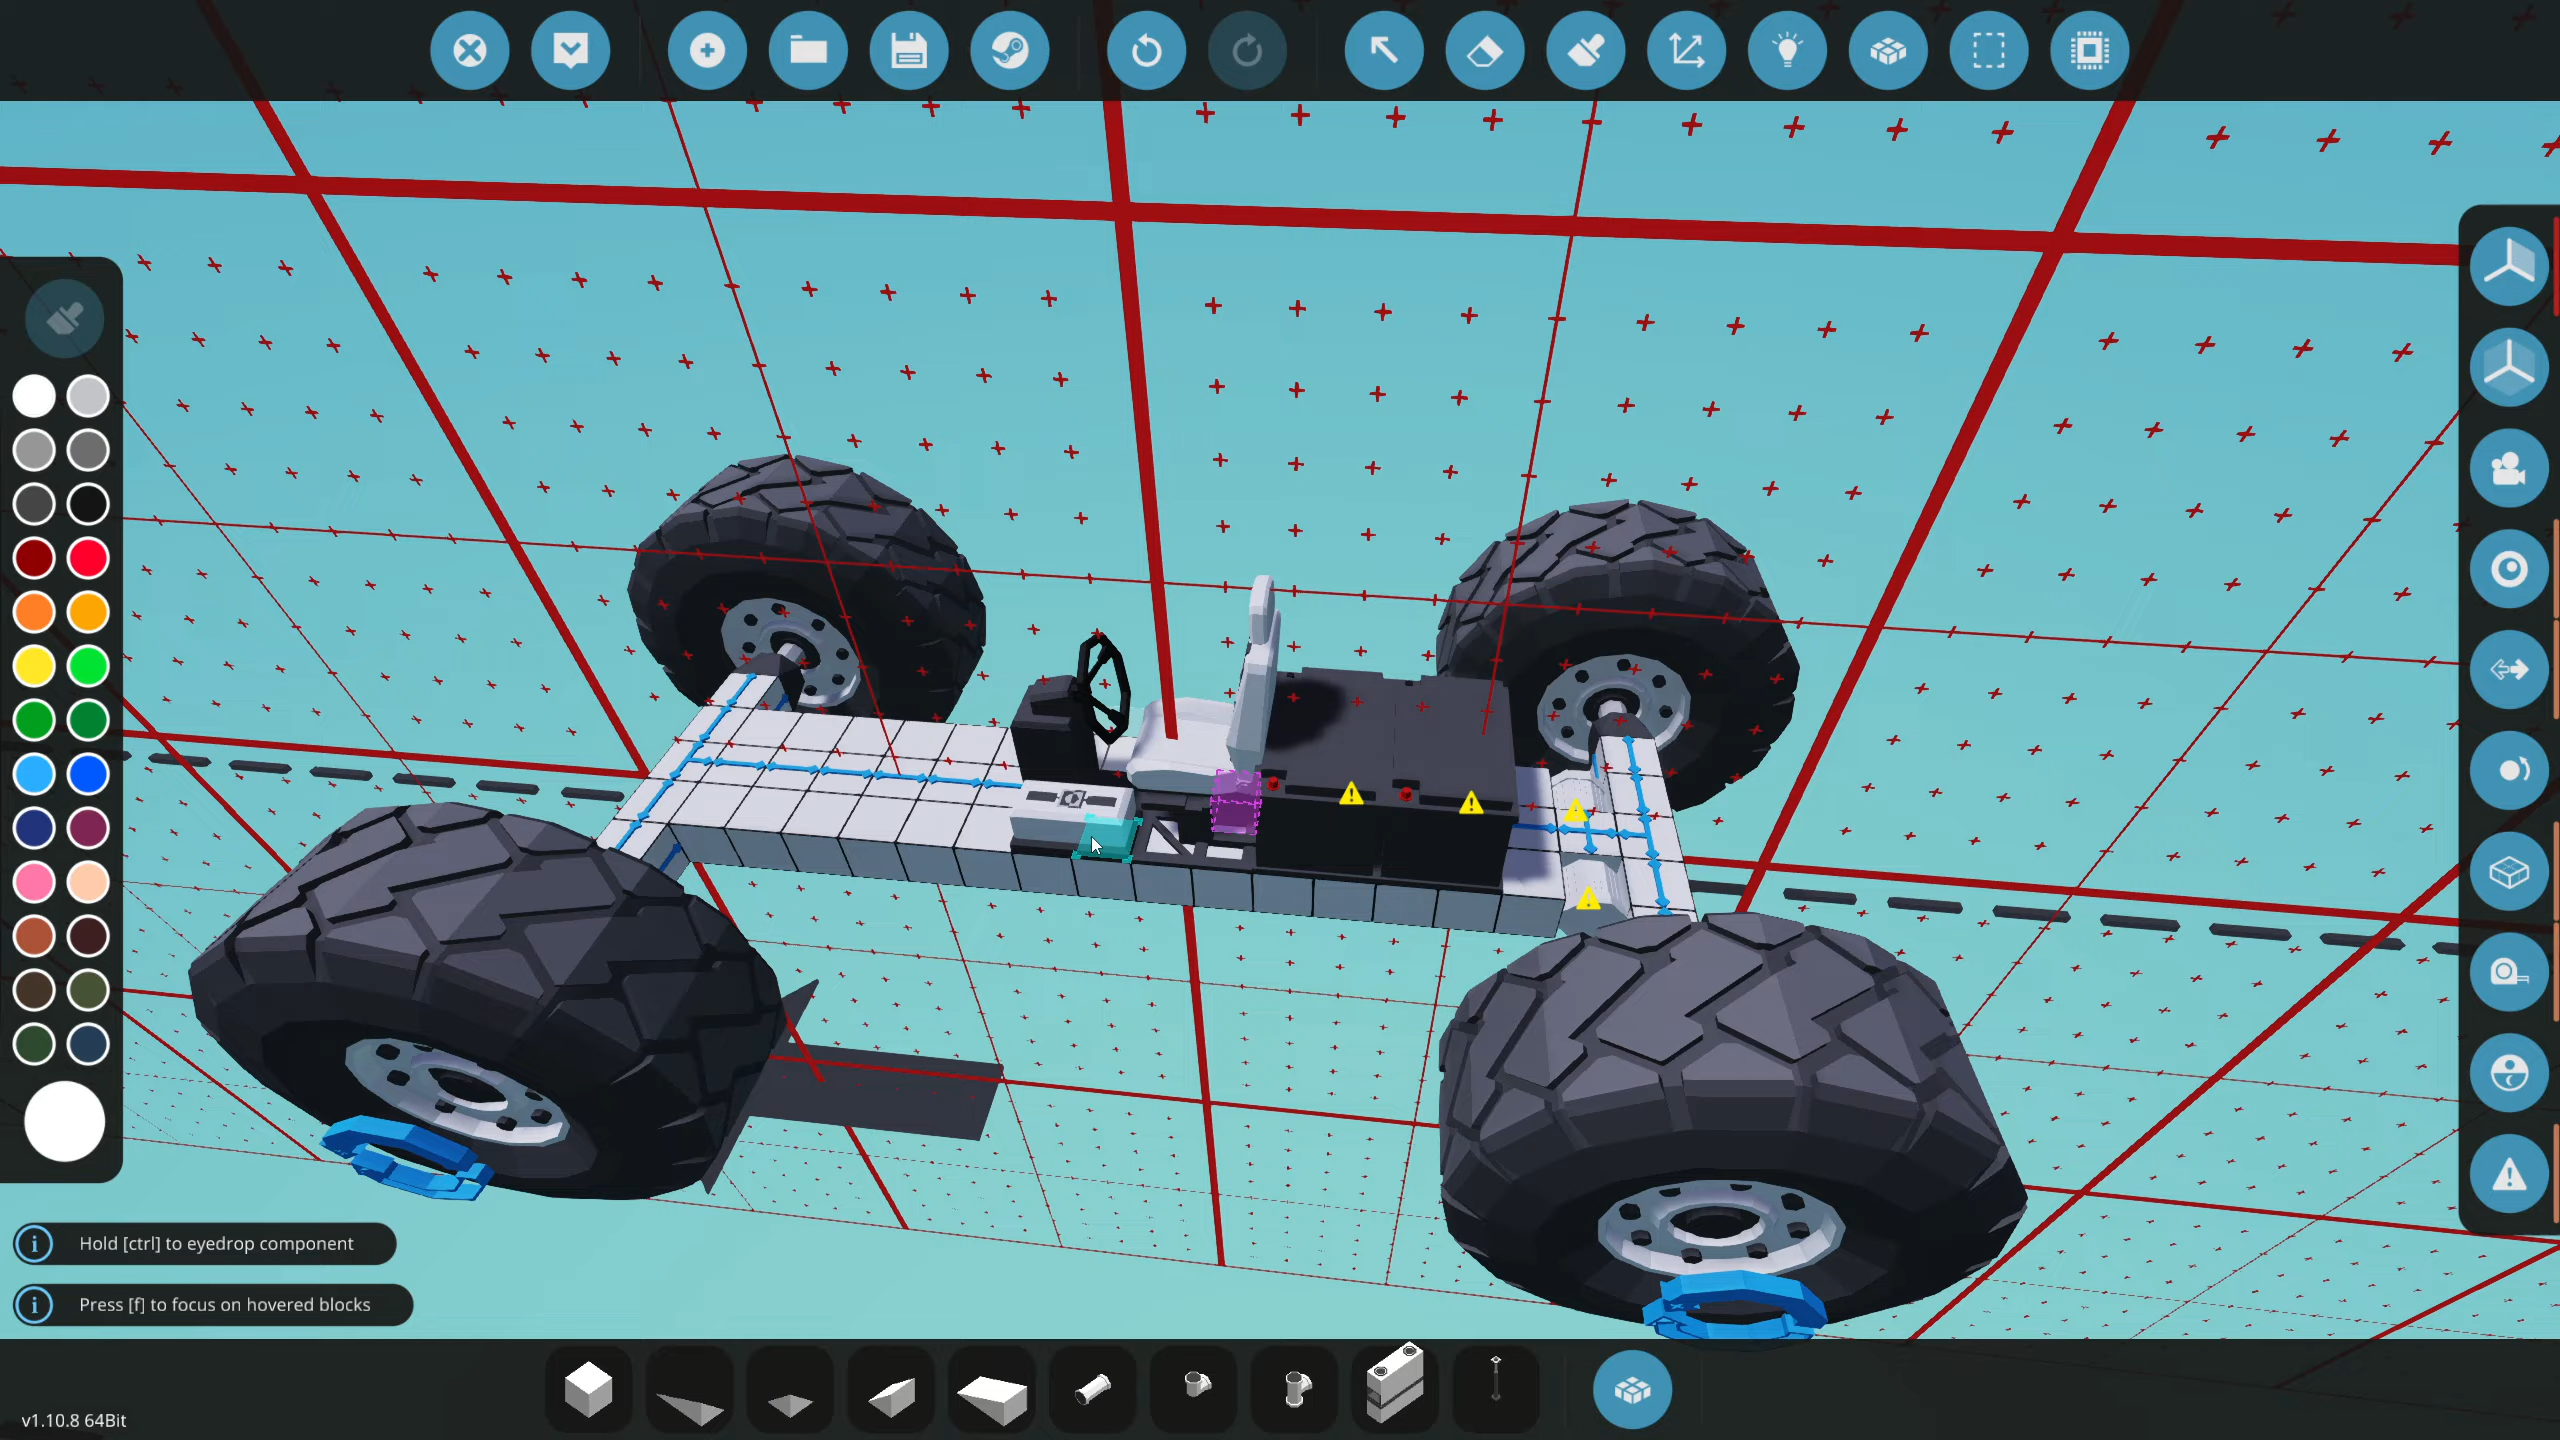 Hold [ctrl] to eyedrop component
Press [f] to focus on hovered blocks
v1.10.8 64Bit